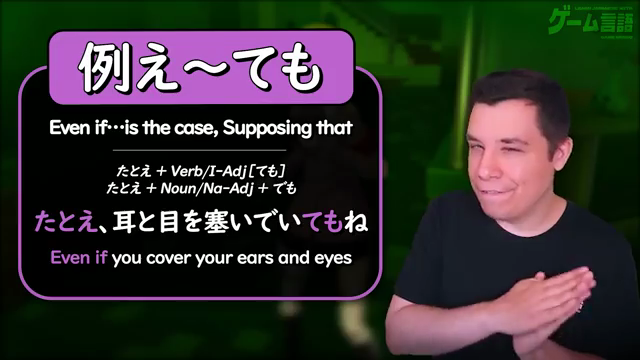 ゲーム言語
例え～ても
Even if…is the case, Supposing that
たとえ + Verb/I-Adj[ても]
たとえ + Noun/Na-Adj + でも
たとえ、耳と目を塞いでいてもね
Even if you cover your ears and eyes